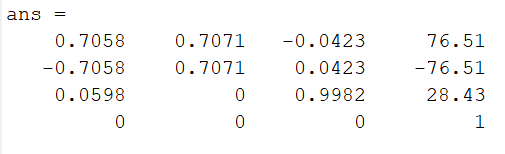 ans =
0.7058 0.7071 -0.0423 76.51
-0.7058 0.7071 0.0423 -76.51
0.0598 0 0.9982 28.43
0 0 0 1